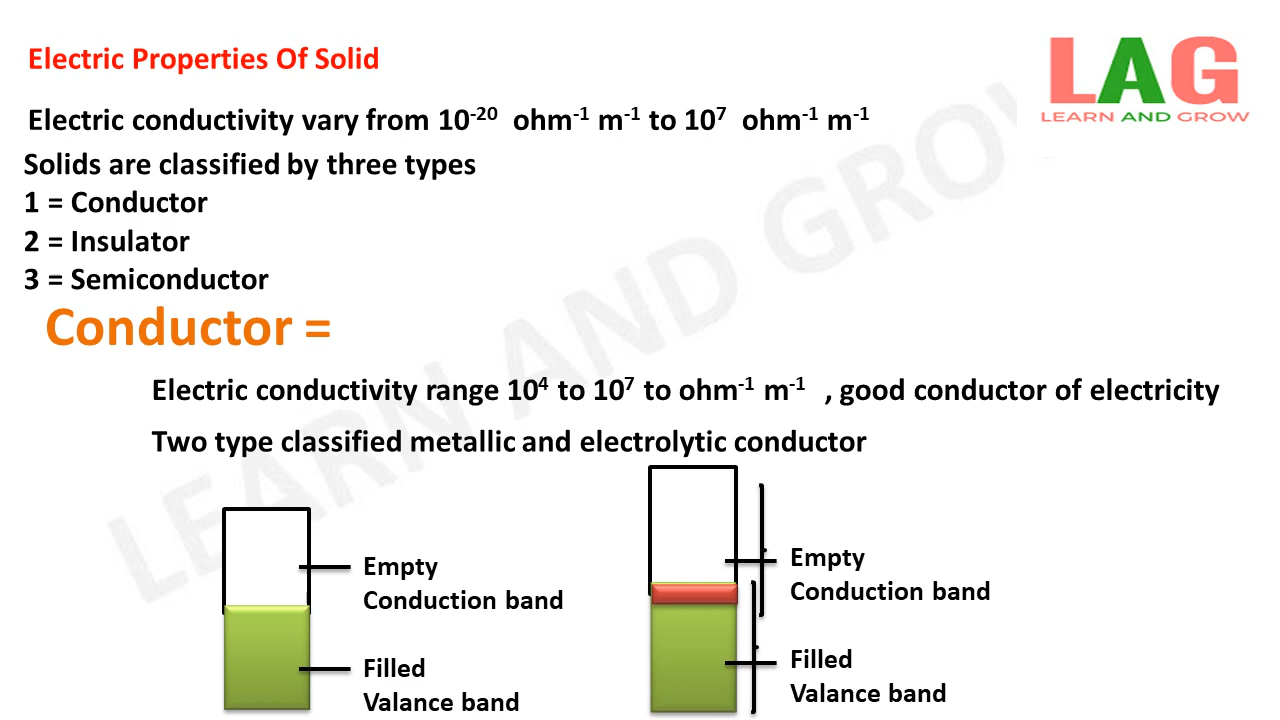 Electric Properties Of Solid
LAG
LEARN AND GROW
Electric conductivity vary from 10⁻²⁰ ohm⁻¹ m⁻¹ to 10⁷ ohm⁻¹ m⁻¹
Solids are classified by three types
1 = Conductor
2 = Insulator
3 = Semiconductor
Conductor =
Electric conductivity range 10⁴ to 10⁷ to ohm⁻¹ m⁻¹ , good conductor of electricity
Two type classified metallic and electrolytic conductor
Empty
Conduction band
Filled
Valance band
Empty
Conduction band
Filled
Valance band
LEARN AND GROW